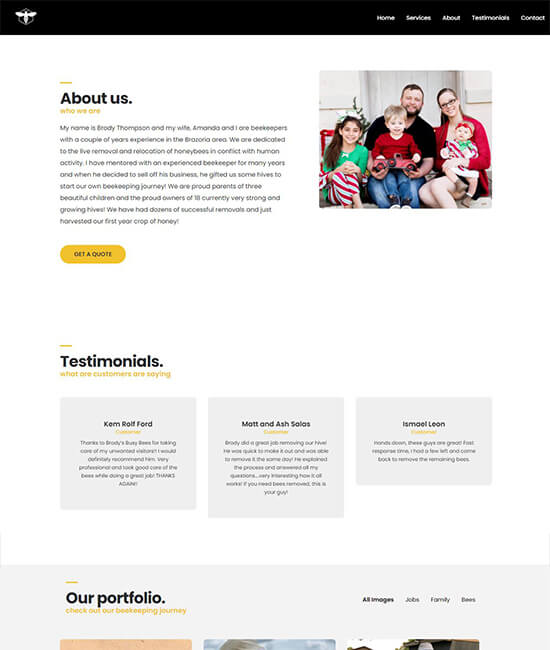 Home Services About Testimonials Contact
About us.
who we are
My name is Brody Thompson and my wife, Amanda and I are beekeepers
with a couple of years experience in the Brazoria area. We are dedicated
to the live removal and relocation of honeybees in conflict with human
activity. I have mentored with an experienced beekeeper for many years
and when he decided to sell off his business, he gifted us some hives to
start our own beekeeping journey! We are proud parents of three
beautiful children and the proud owners of 18 currently very strong and
growing hives! We have had dozens of successful removals and just
harvested our first year crop of honey!
GET A QUOTE
Testimonials.
what are customers are saying
Kem Rolf Ford
Customer
Thanks to Brody's Busy Bees for taking
care of my unwanted visitors!! I would
definitely recommend him. Very
professional and took good care of the
bees while doing a great job! THANKS
AGAIN!!
Matt and Ash Salas
Customer
Brody did a great job removing our hive!
He was quick to make it out and was able
to remove it the same day! He explained
the process and answered all my
questions...very interesting how it all
works! If you need bees removed, this is
your guy!
Ismael Leon
Customer
Hands down, these guys are great! Fast
response time, I had a few left and came
back to remove the remaining bees.
Our portfolio.
check out our beekeeping journey
All Images Jobs Family Bees